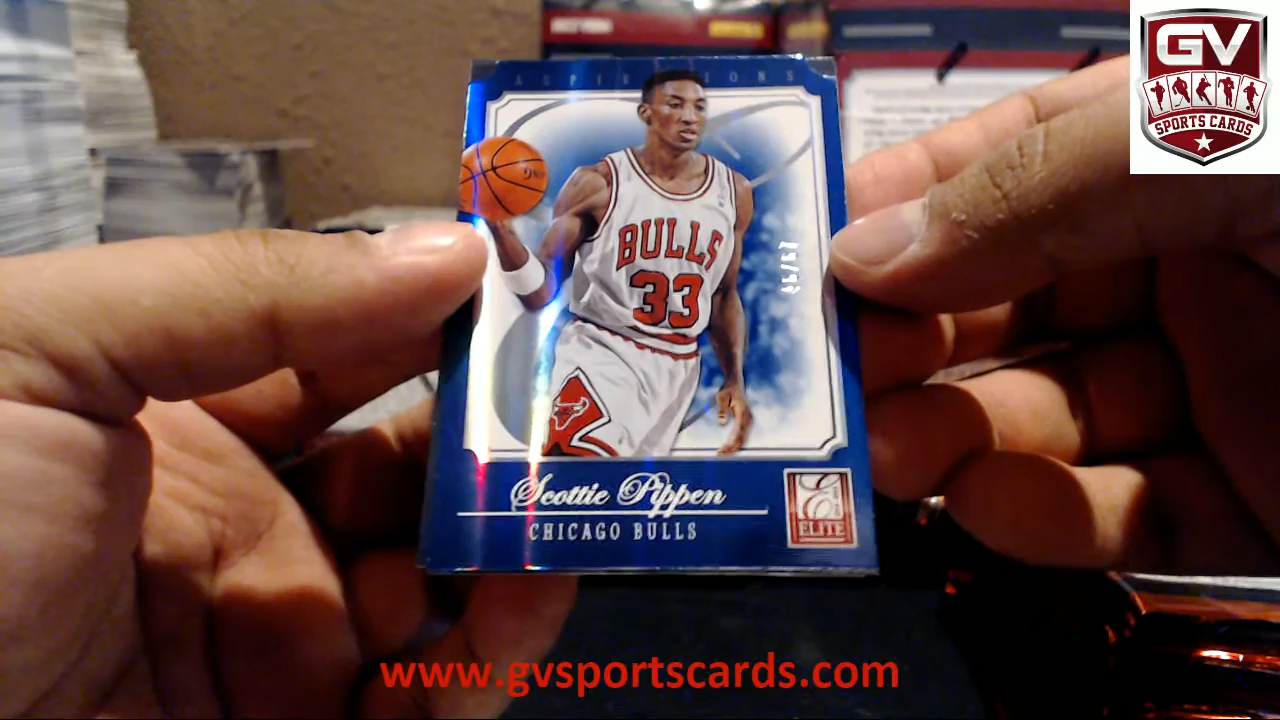 GV
SPORTS CARDS
ASPIRATIONS
BULLS
33
Scottie Pippen
CHICAGO BULLS
ELITE
www.gvsportscards.com